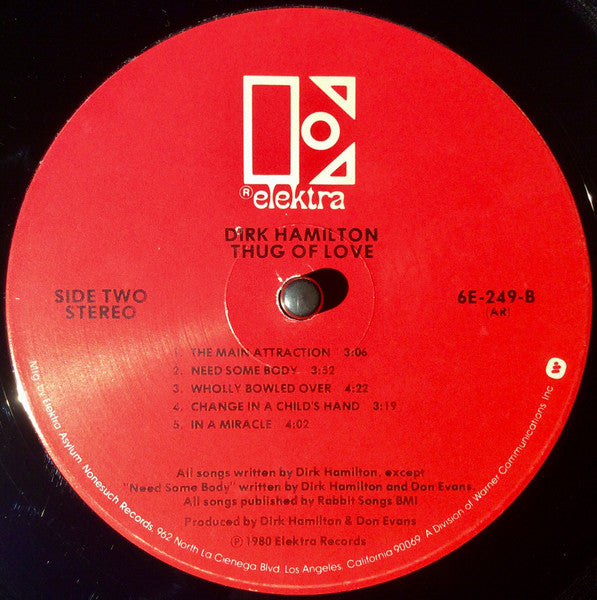 ® elektra
DIRK HAMILTON
THUG OF LOVE
SIDE TWO
STEREO
6E-249-B
(AR)
1. THE MAIN ATTRACTION 3:06
2. NEED SOME BODY 3:52
3. WHOLLY BOWLED OVER 4:22
4. CHANGE IN A CHILD'S HAND 3:19
5. IN A MIRACLE 4:02
All songs written by Dirk Hamilton, except
"Need Some Body" written by Dirk Hamilton and Don Evans.
All songs published by Rabbit Songs BMI
Produced by Dirk Hamilton & Don Evans
℗ 1980 Elektra Records
Mfg. by Elektra Asylum Nonesuch Records, 962 North La Cienega Blvd. Los Angeles, California 90069 A Division of Warner Communications Inc.